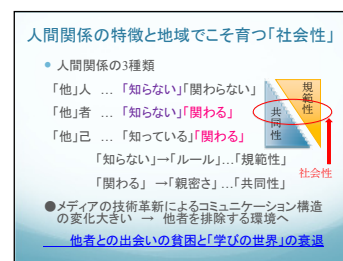 人間関係の特徴と地域でこそ育つ「社会性」
● 人間関係の3種類
「他」人 … 「知らない」「関わらない」
「他」者 … 「知らない」「関わる」
「他」己 … 「知っている」「関わる」
規範性
共同性
社会性
「知らない」→「ルール」…「規範性」
「関わる」 →「親密さ」…「共同性」
●メディアの技術革新によるコミュニケーション構造
の変化大きい → 他者を排除する環境へ
他者との出会いの貧困と「学びの世界」の衰退